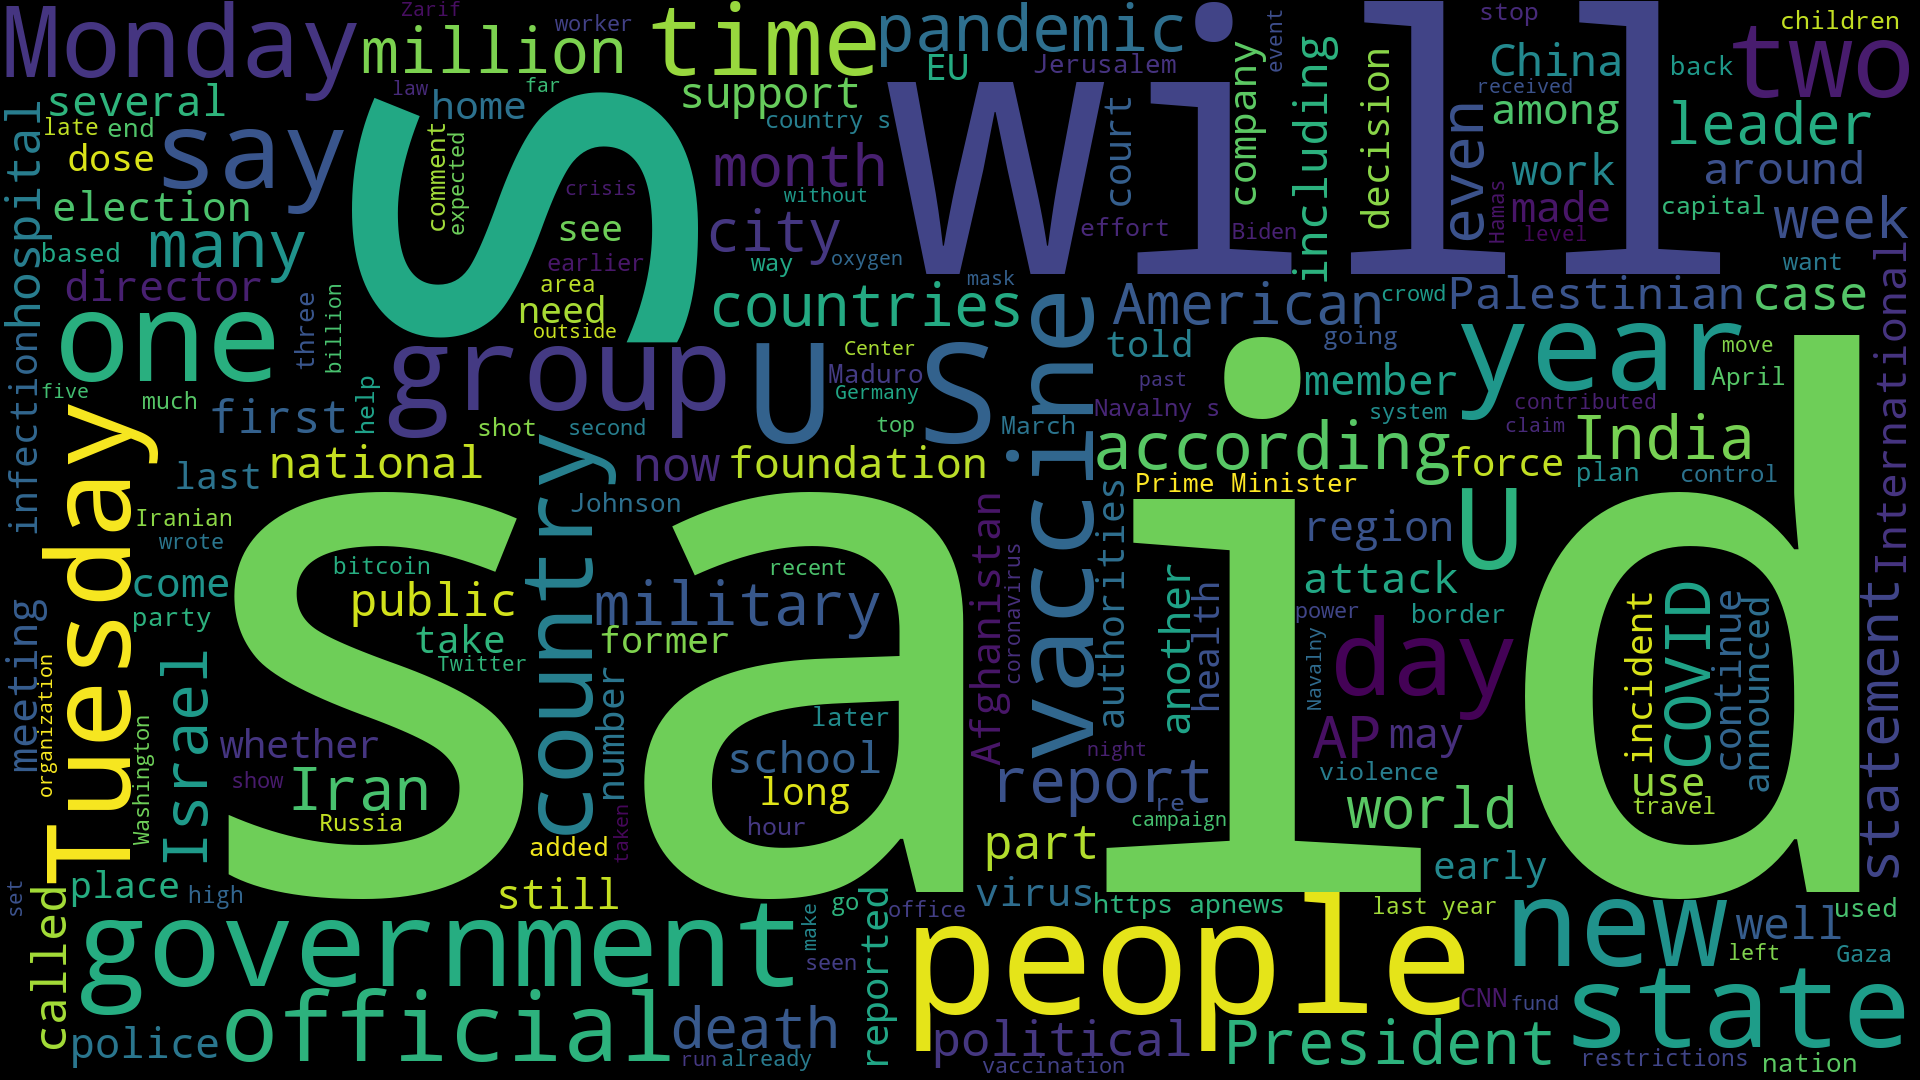 Monday
million
Zarif
worker
time
pandemic
will
event
stop
children
two
China
back
received
EU
Jerusalem
law
far
home
support
company
including
decision
several
late
end
say
dose
comment
expected
s
country s
court
even
among
leader
hospital
infection
election
crisis
month
without
work
around
many
based
see
city
effort
Biden
Hamas
made
level
capital
week
director
earlier
way
oxygen
want
International
one
three
billion
area
need
outside
countries
mask
American
crowd
Palestinian
case
group
U S
Center
Maduro
Germany
vaccine
told
going
year
move
April
five
much
first
help
shot
second
top
March
past
Navalny s
member
system
contributed
claim
India
Tuesday
last
national
country
now
foundation
according
force
plan
control
Iranian
wrote
Johnson
Prime Minister
said
Afghanistan
coronavirus
authorities
region
U
come
party
bitcoin
public
take
Twitter
military
former
recent
another
health
attack
power
border
day
Navalny
incident
COVID
continue
announced
statement
meeting
organization
Washington
Israel
whether
show
Iran
Russia
number
later
school
long
hour
night
report
re
campaign
AP
may
violence
world
use
travel
added
taken
part
early
set
called
place
high
still
make
go
reported
office
virus
https apnews
last year
new
well
used
government
seen
people
left
Gaza
official
police
death
run
already
political
vaccination
CNN
fund
President
state
restrictions
nation